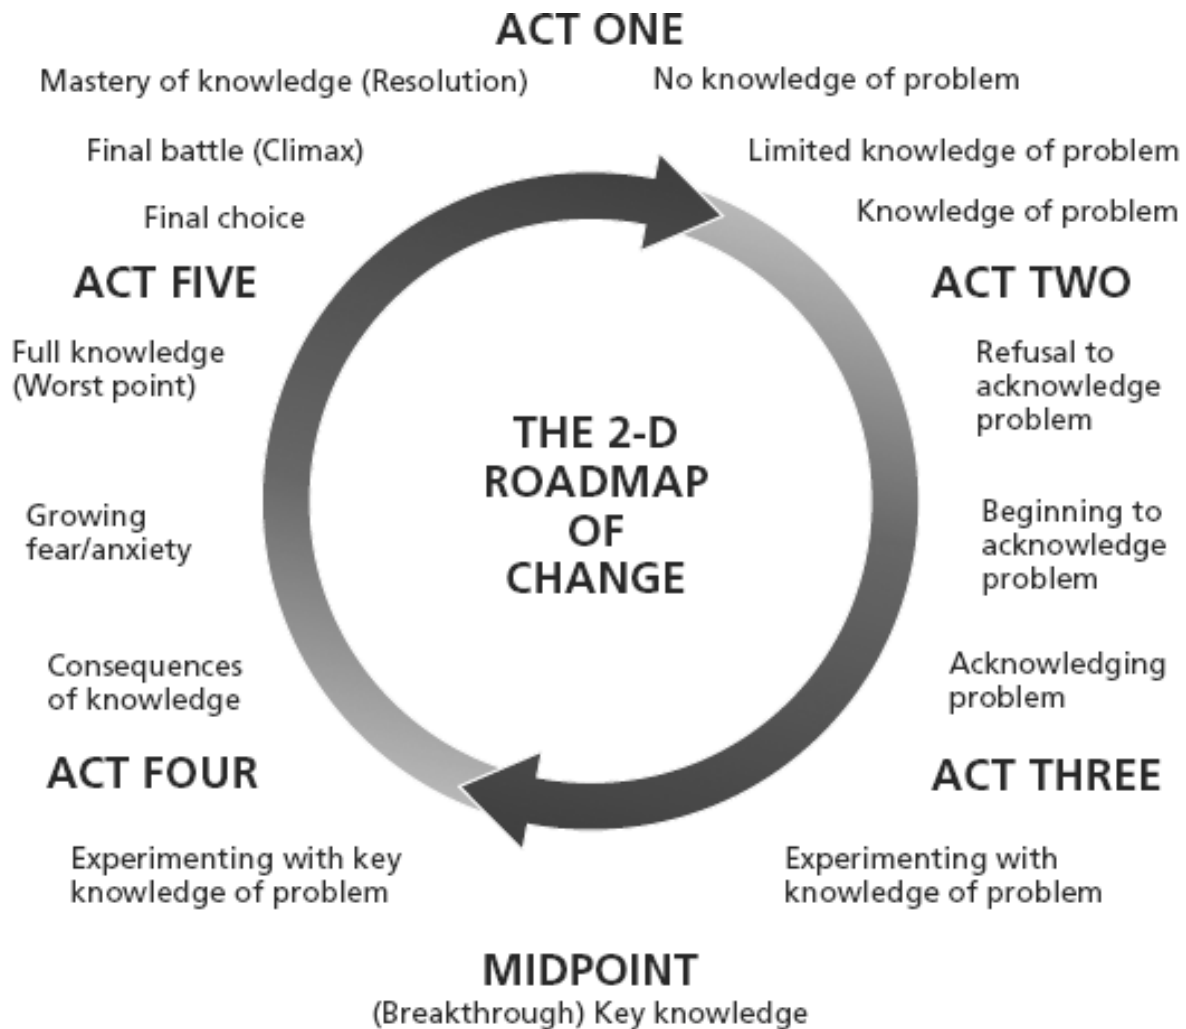 ACT ONE
No knowledge of problem
Limited knowledge of problem
Knowledge of problem
ACT TWO
Refusal to
acknowledge
problem
Beginning to
acknowledge
problem
Acknowledging
problem
ACT THREE
Experimenting with
knowledge of problem
MIDPOINT
(Breakthrough) Key knowledge
Experimenting with key
knowledge of problem
ACT FOUR
Consequences
of knowledge
Growing
fear/anxiety
Full knowledge
(Worst point)
ACT FIVE
Final choice
Final battle (Climax)
Mastery of knowledge (Resolution)
THE 2-D
ROADMAP
OF
CHANGE